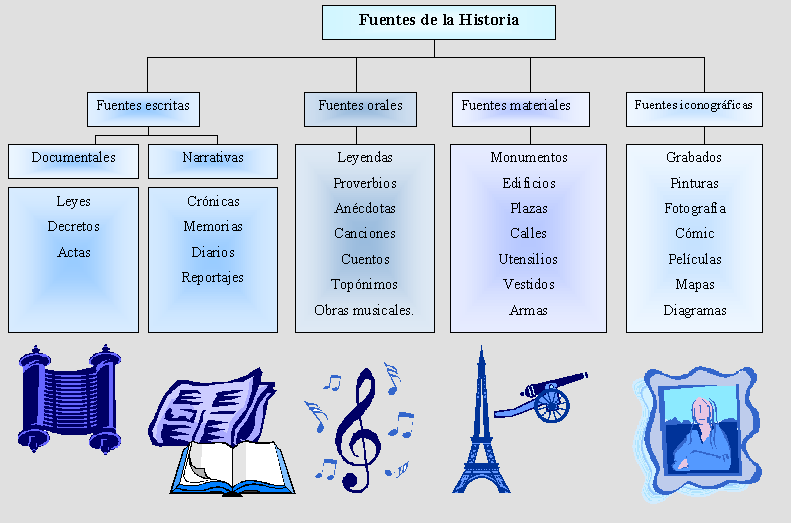 Fuentes de la Historia
Fuentes escritas
Documentales
Leyes
Decretos
Actas
Narrativas
Crónicas
Memorias
Diarios
Reportajes
Fuentes orales
Leyendas
Proverbios
Anécdotas
Canciones
Cuentos
Topónimos
Obras musicales.
Fuentes materiales
Monumentos
Edificios
Plazas
Calles
Utensilios
Vestidos
Armas
Fuentes iconográficas
Grabados
Pinturas
Fotografía
Cómic
Películas
Mapas
Diagramas